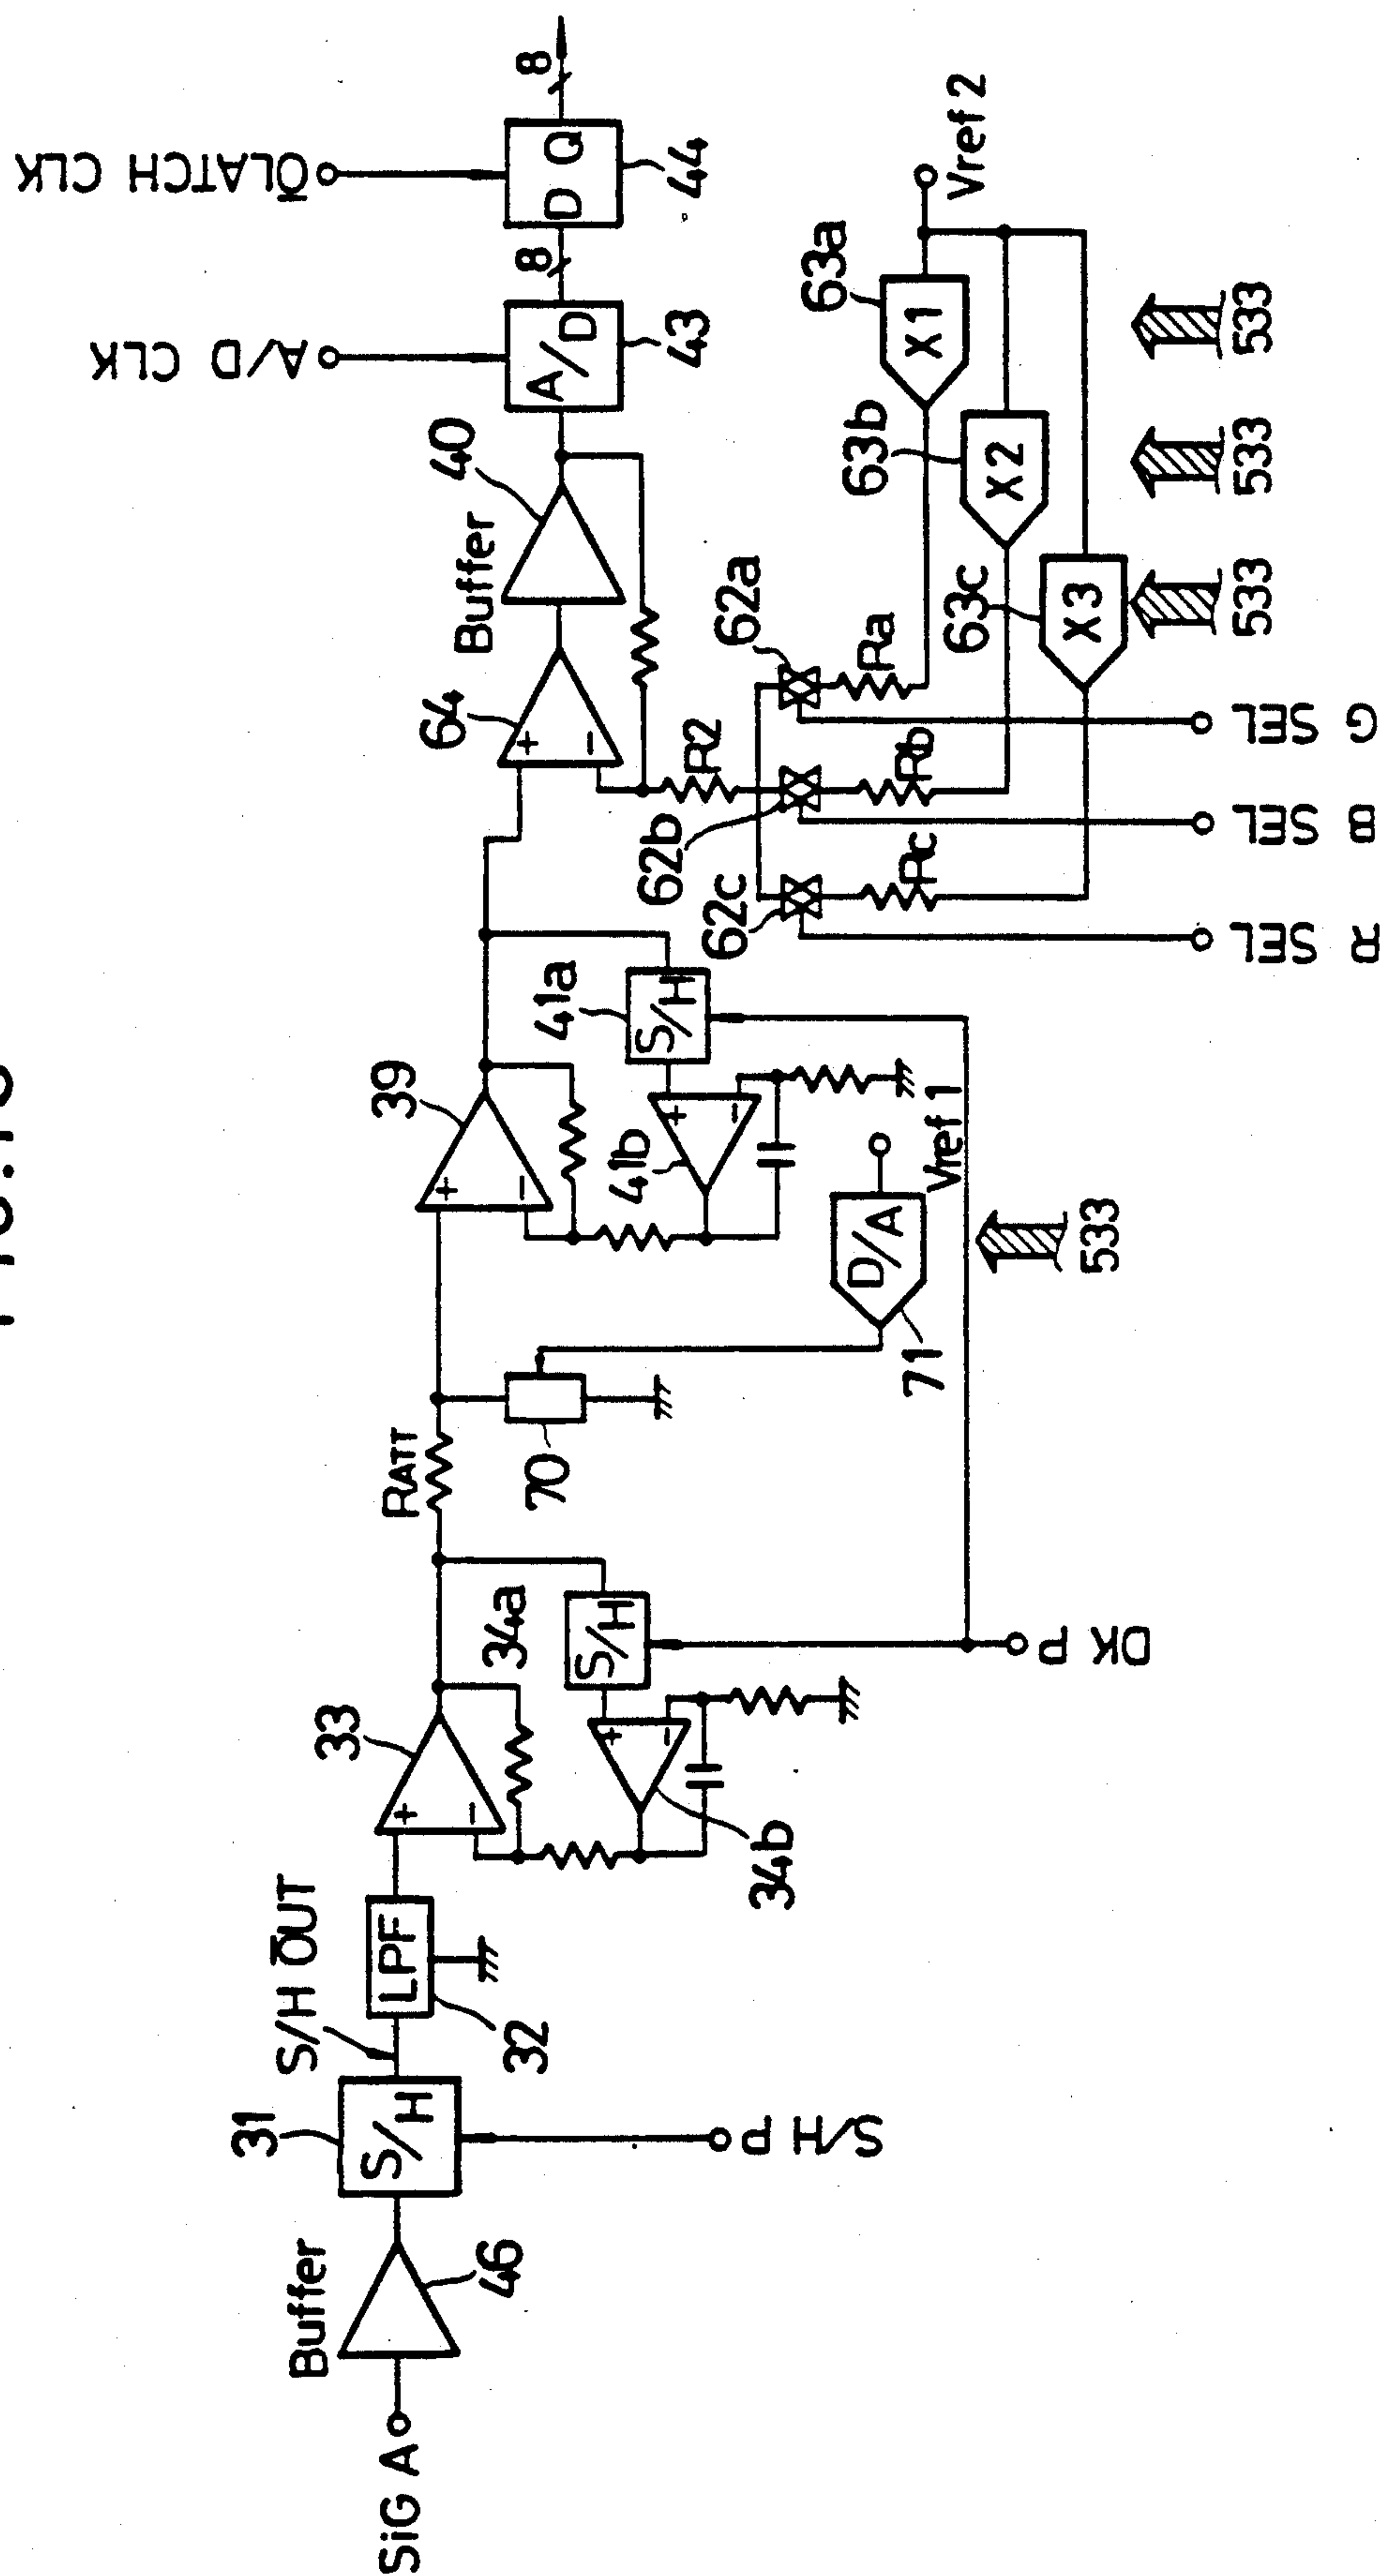 SiG A
Buffer
46
31
S/H
S/H P
S/H OUT
LPF
32
33
+
−
34a
S/H
+
−
34b
DK P
RATT
70
D/A
71
Vref 1
533
39
+
−
41a
S/H
41b
+
−
64
+
−
Buffer
40
R2
62a
62b
62c
Ra
Rb
Rc
R SEL
B SEL
G SEL
63a
X1
63b
X2
63c
X3
Vref 2
533
533
533
A/D CLK
A/D
43
8
OLATCH CLK
D Q
44
8